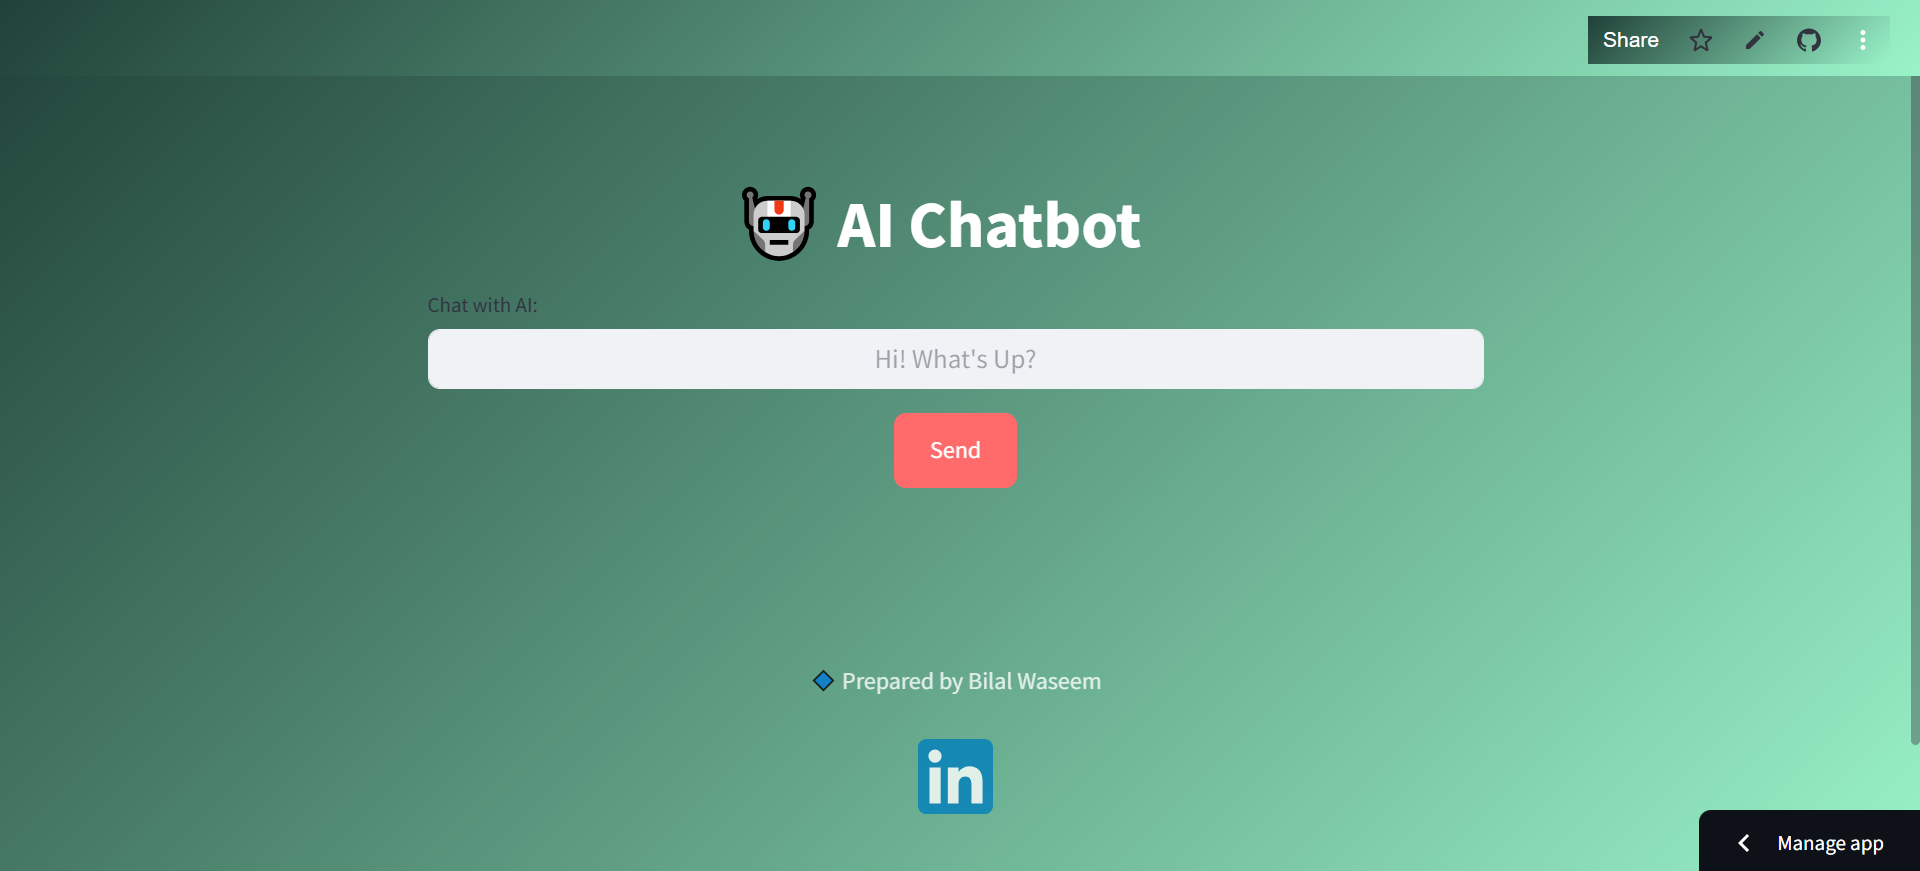 Share
AI Chatbot
Chat with AI:
Hi! What's Up?
Send
Prepared by Bilal Waseem
in
Manage app